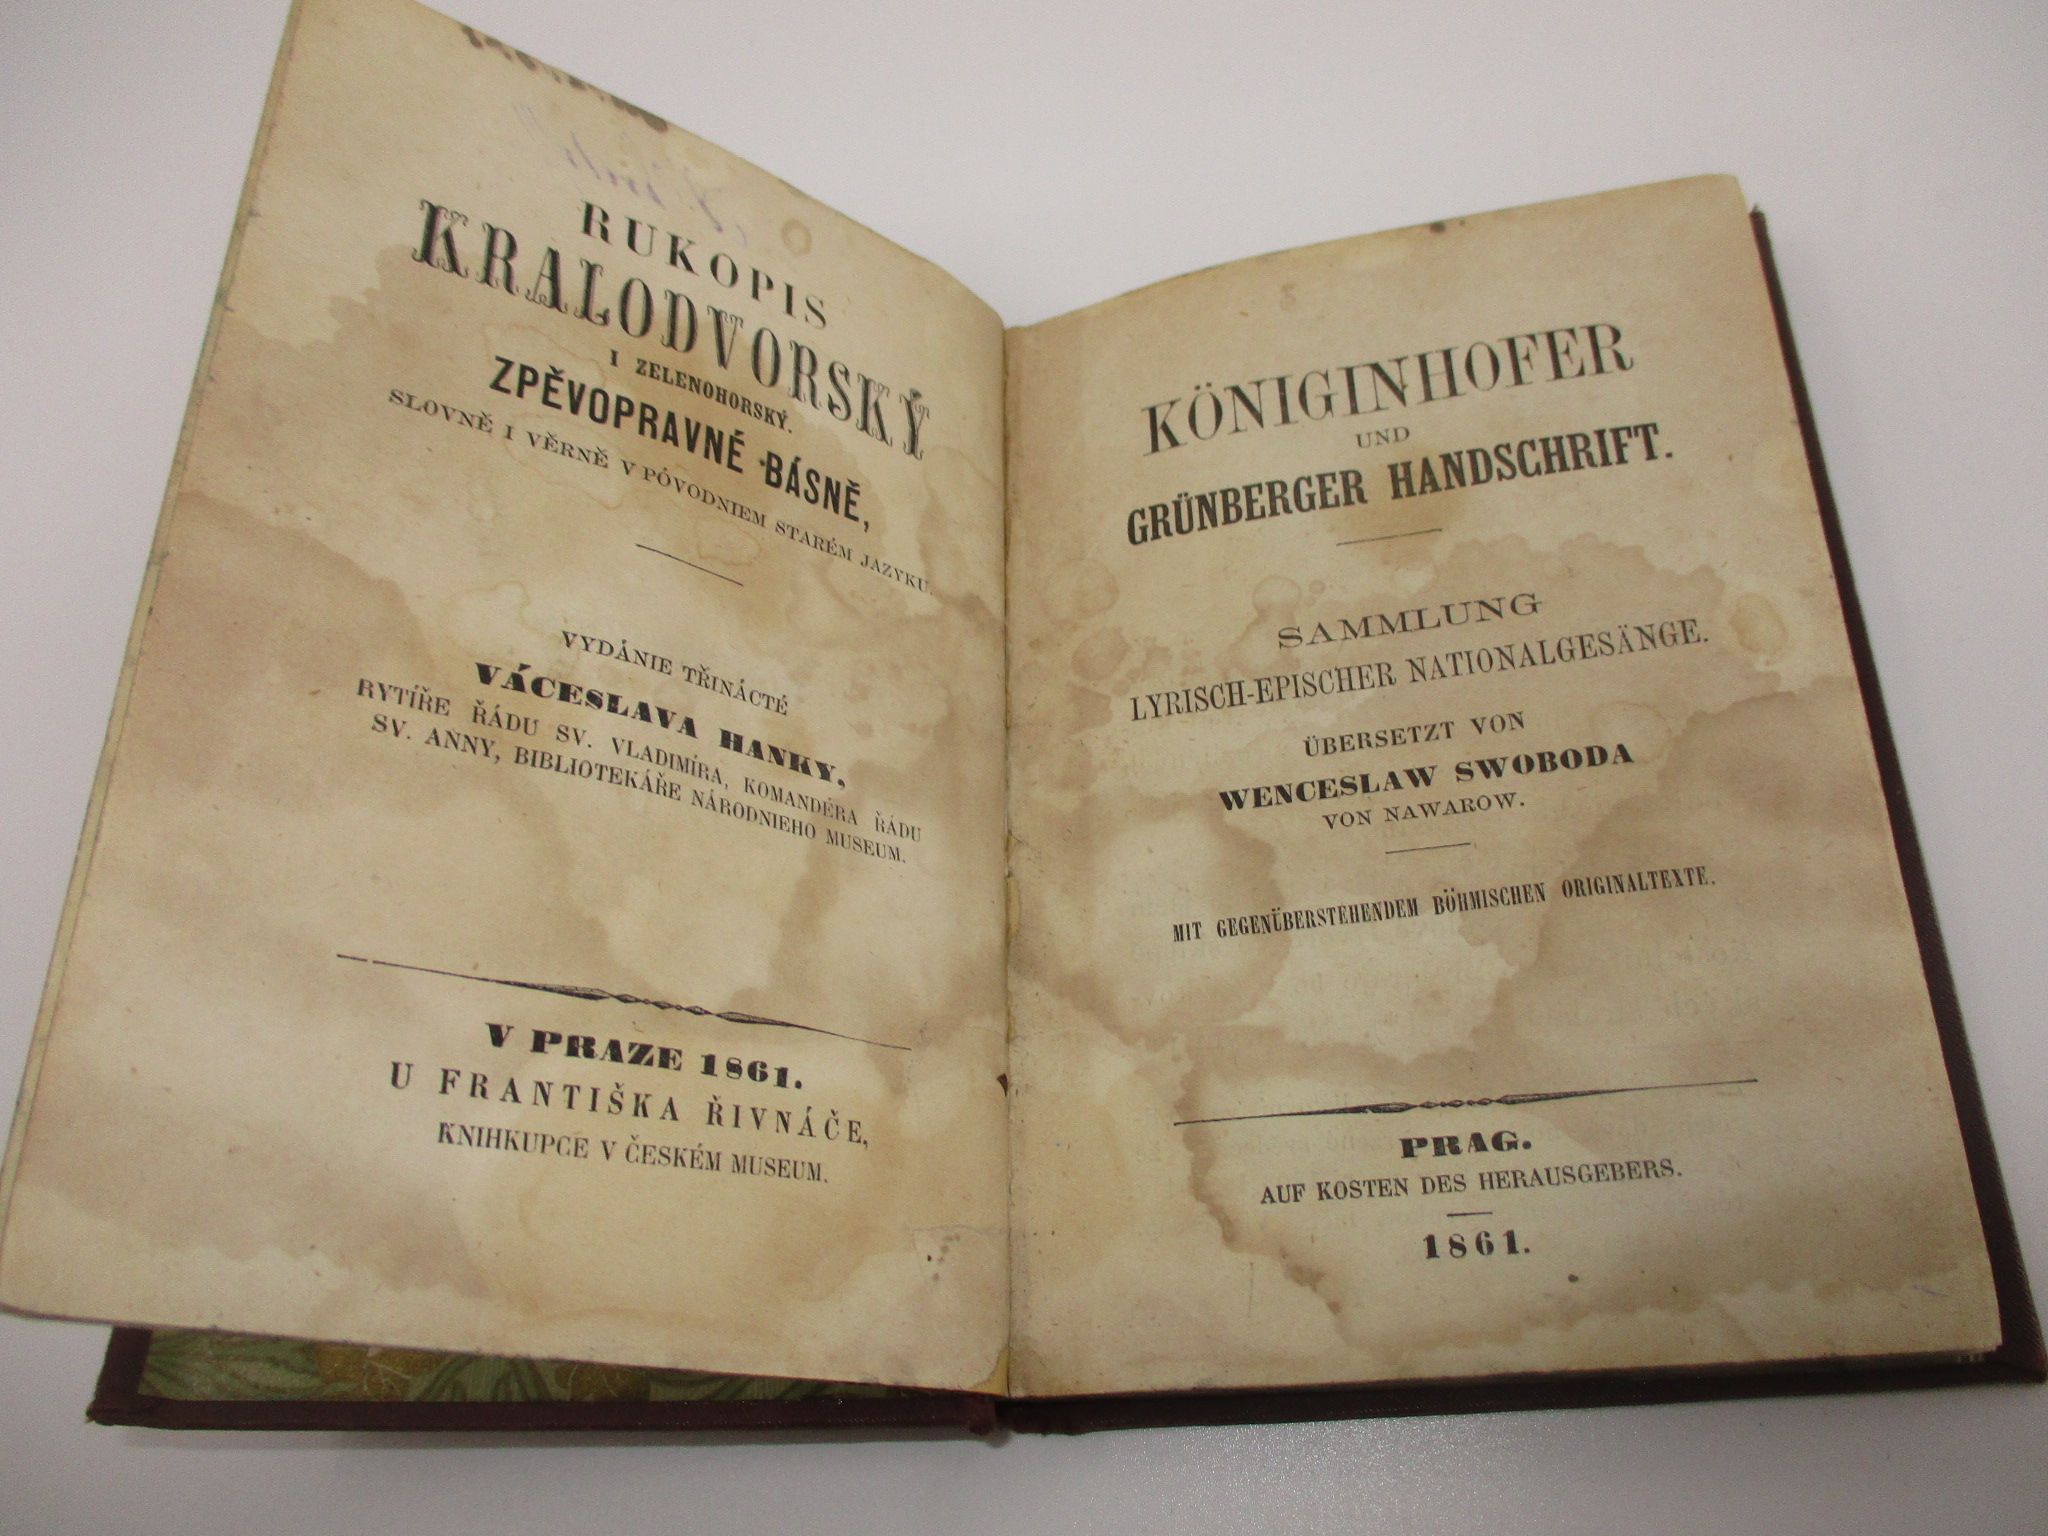 RUKOPIS
KRALODVORSKÝ
I ZELENOHORSKÝ.
ZPĚVOPRAVNÉ BÁSNĚ,
SLOVNĚ I VĚRNĚ V PÓVODNIEM STARÉM JAZYKU.
VYDÁNIE TŘINÁCTÉ
VÁCESLAVA HANKY,
RYTÍŘE ŘÁDU SV. VLADIMÍRA, KOMANDÉRA ŘÁDU
SV. ANNY, BIBLIOTEKÁŘE NÁRODNIEHO MUSEUM.
V PRAZE 1861.
U FRANTIŠKA ŘIVNÁČE,
KNIHKUPCE V ČESKÉM MUSEUM.
KÖNIGINHOFER
UND
GRÜNBERGER HANDSCHRIFT.
SAMMLUNG
LYRISCH-EPISCHER NATIONALGESÄNGE.
ÜBERSETZT VON
WENCESLAW SWOBODA
VON NAWAROW.
MIT GEGENÜBERSTEHENDEM BÖHMISCHEN ORIGINALTEXTE.
PRAG.
AUF KOSTEN DES HERAUSGEBERS.
1861.